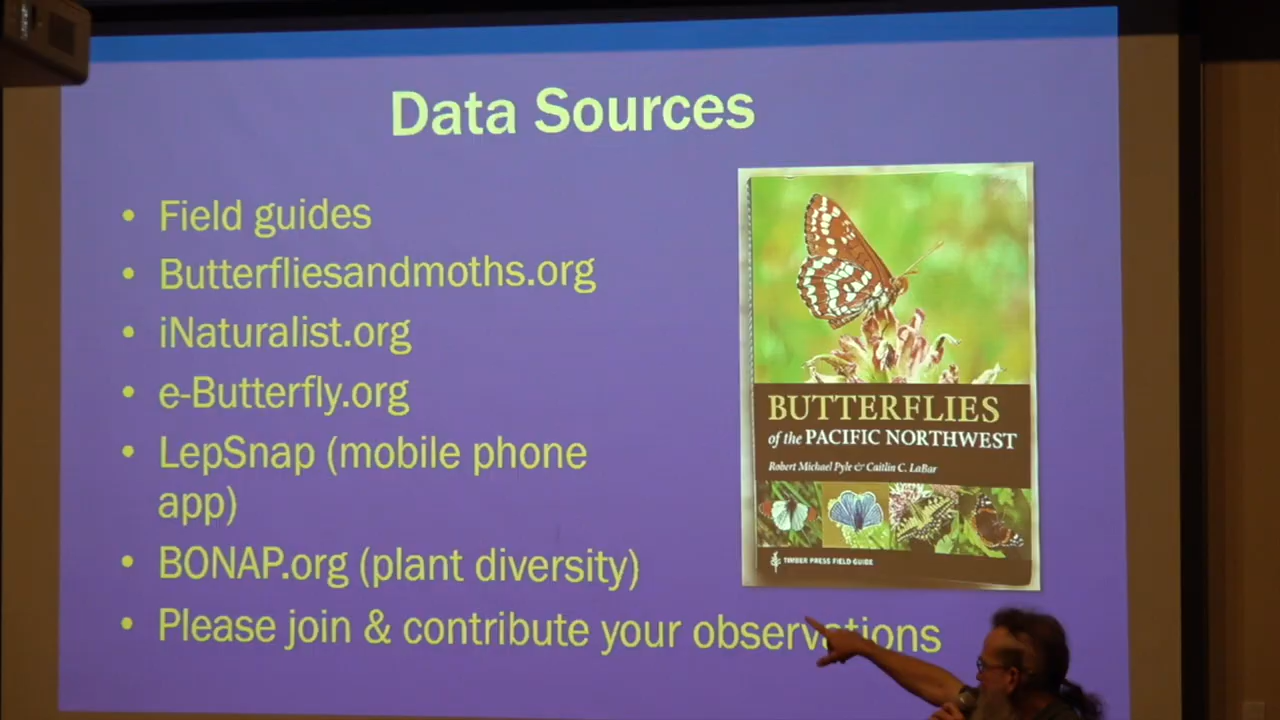 Data Sources
• Field guides
• Butterfliesandmoths.org
• iNaturalist.org
• e-Butterfly.org
• LepSnap (mobile phone
app)
• BONAP.org (plant diversity)
• Please join & contribute your observations
BUTTERFLIES
of the PACIFIC NORTHWEST
Robert Michael Pyle & Caitlin C. LaBar
TIMBER PRESS FIELD GUIDE